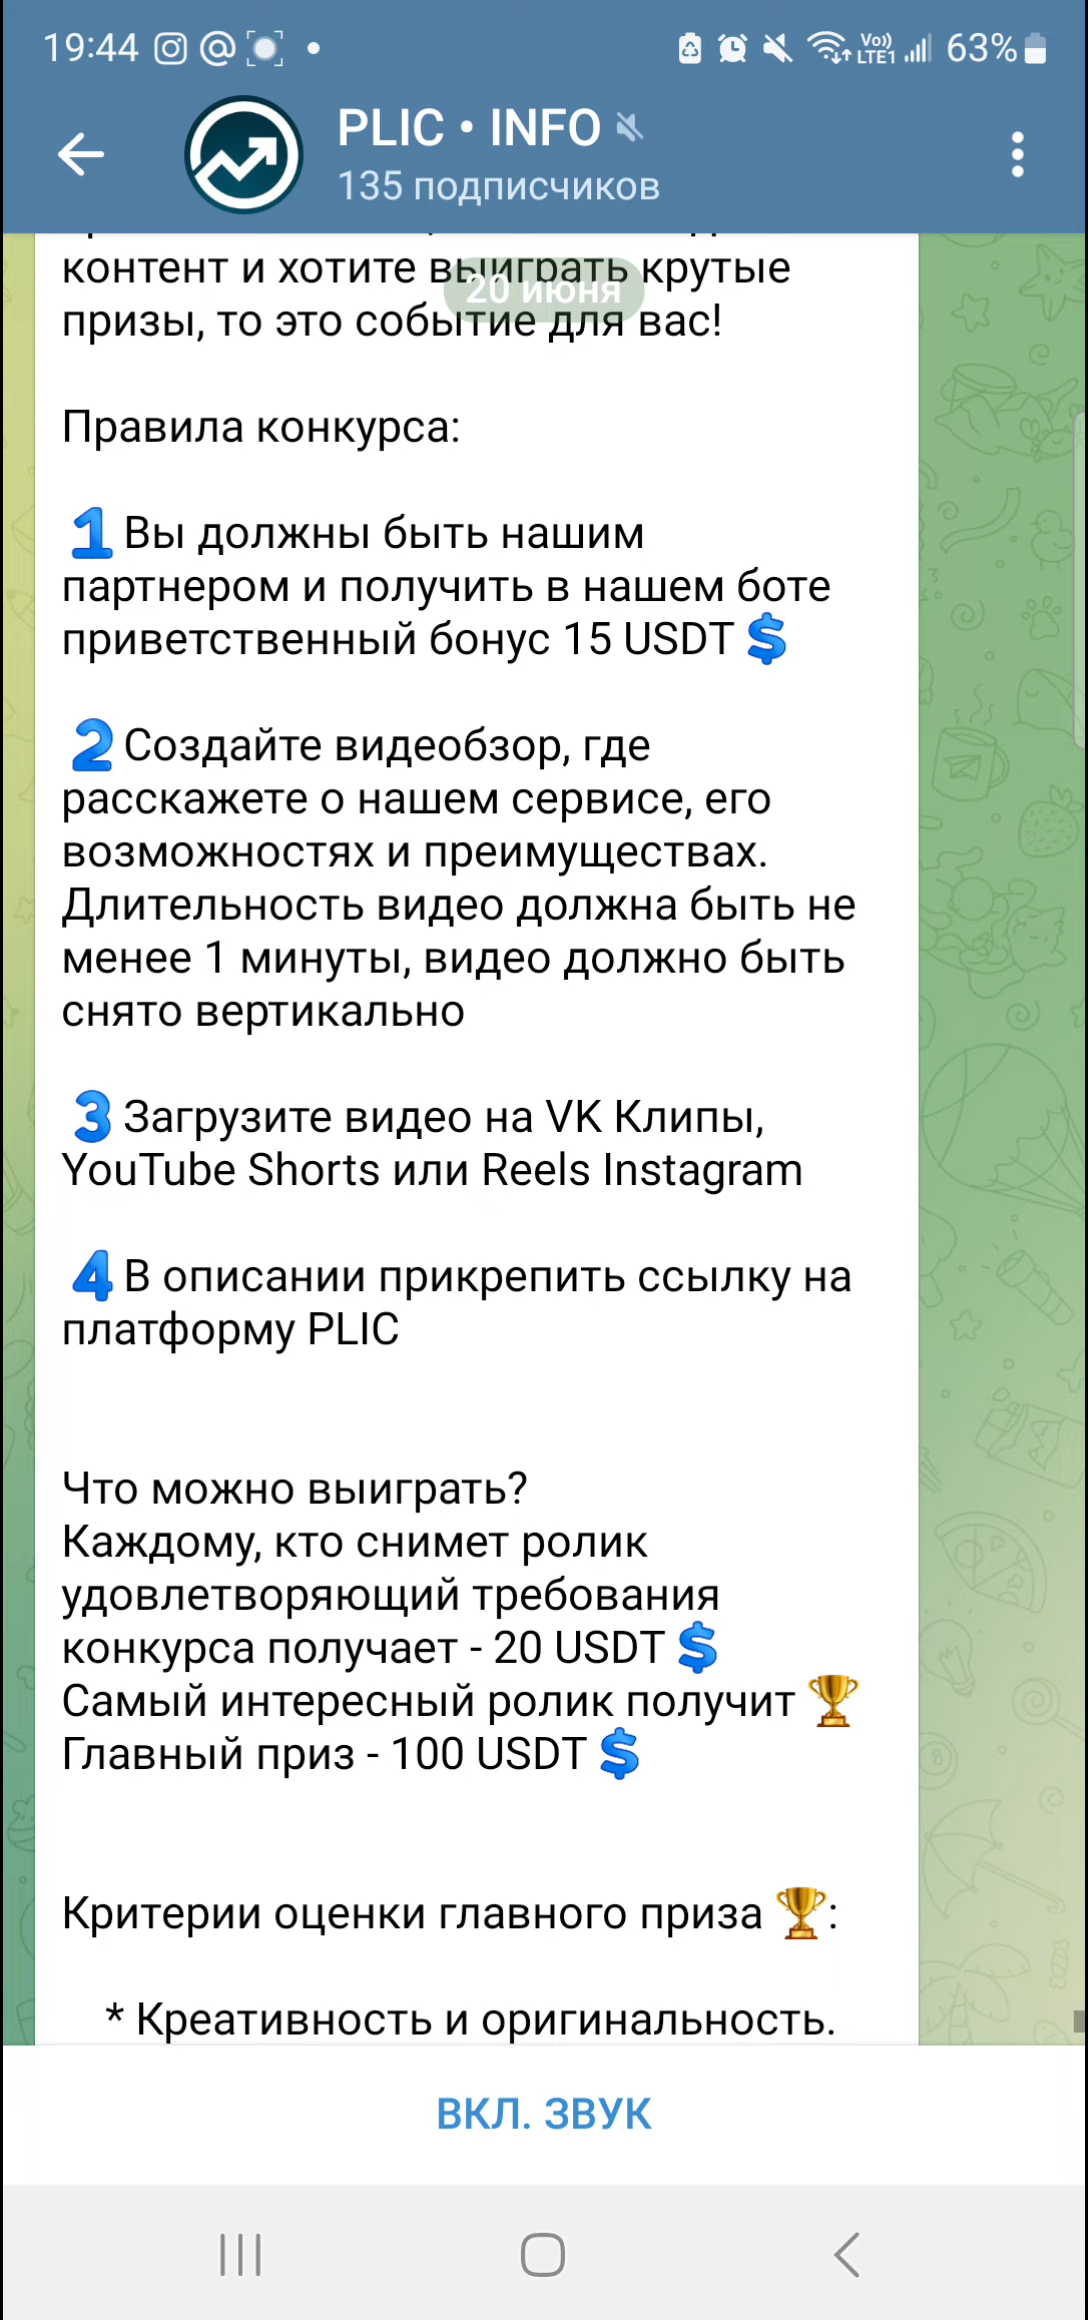 19:44
Vo))
LTE1
63%
PLIC • INFO
135 подписчиков
контент и хотите выиграть крутые
20 июня
призы, то это событие для вас!
Правила конкурса:
1 Вы должны быть нашим
партнером и получить в нашем боте
приветственный бонус 15 USDT 💲
2 Создайте видеобзор, где
расскажете о нашем сервисе, его
возможностях и преимуществах.
Длительность видео должна быть не
менее 1 минуты, видео должно быть
снято вертикально
3 Загрузите видео на VK Клипы,
YouTube Shorts или Reels Instagram
4 В описании прикрепить ссылку на
платформу PLIC
Что можно выиграть?
Каждому, кто снимет ролик
удовлетворяющий требования
конкурса получает - 20 USDT 💲
Самый интересный ролик получит 🏆
Главный приз - 100 USDT 💲
Критерии оценки главного приза 🏆:
* Креативность и оригинальность.
ВКЛ. ЗВУК